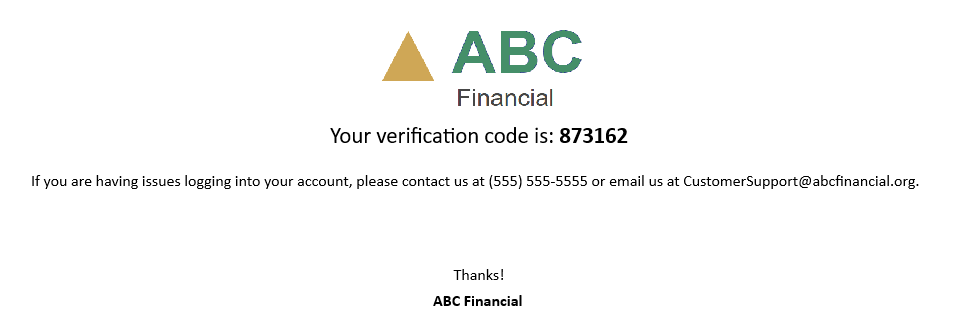 ABC
Financial
Your verification code is: 873162
If you are having issues logging into your account, please contact us at (555) 555-5555 or email us at CustomerSupport@abcfinancial.org.
Thanks!
ABC Financial